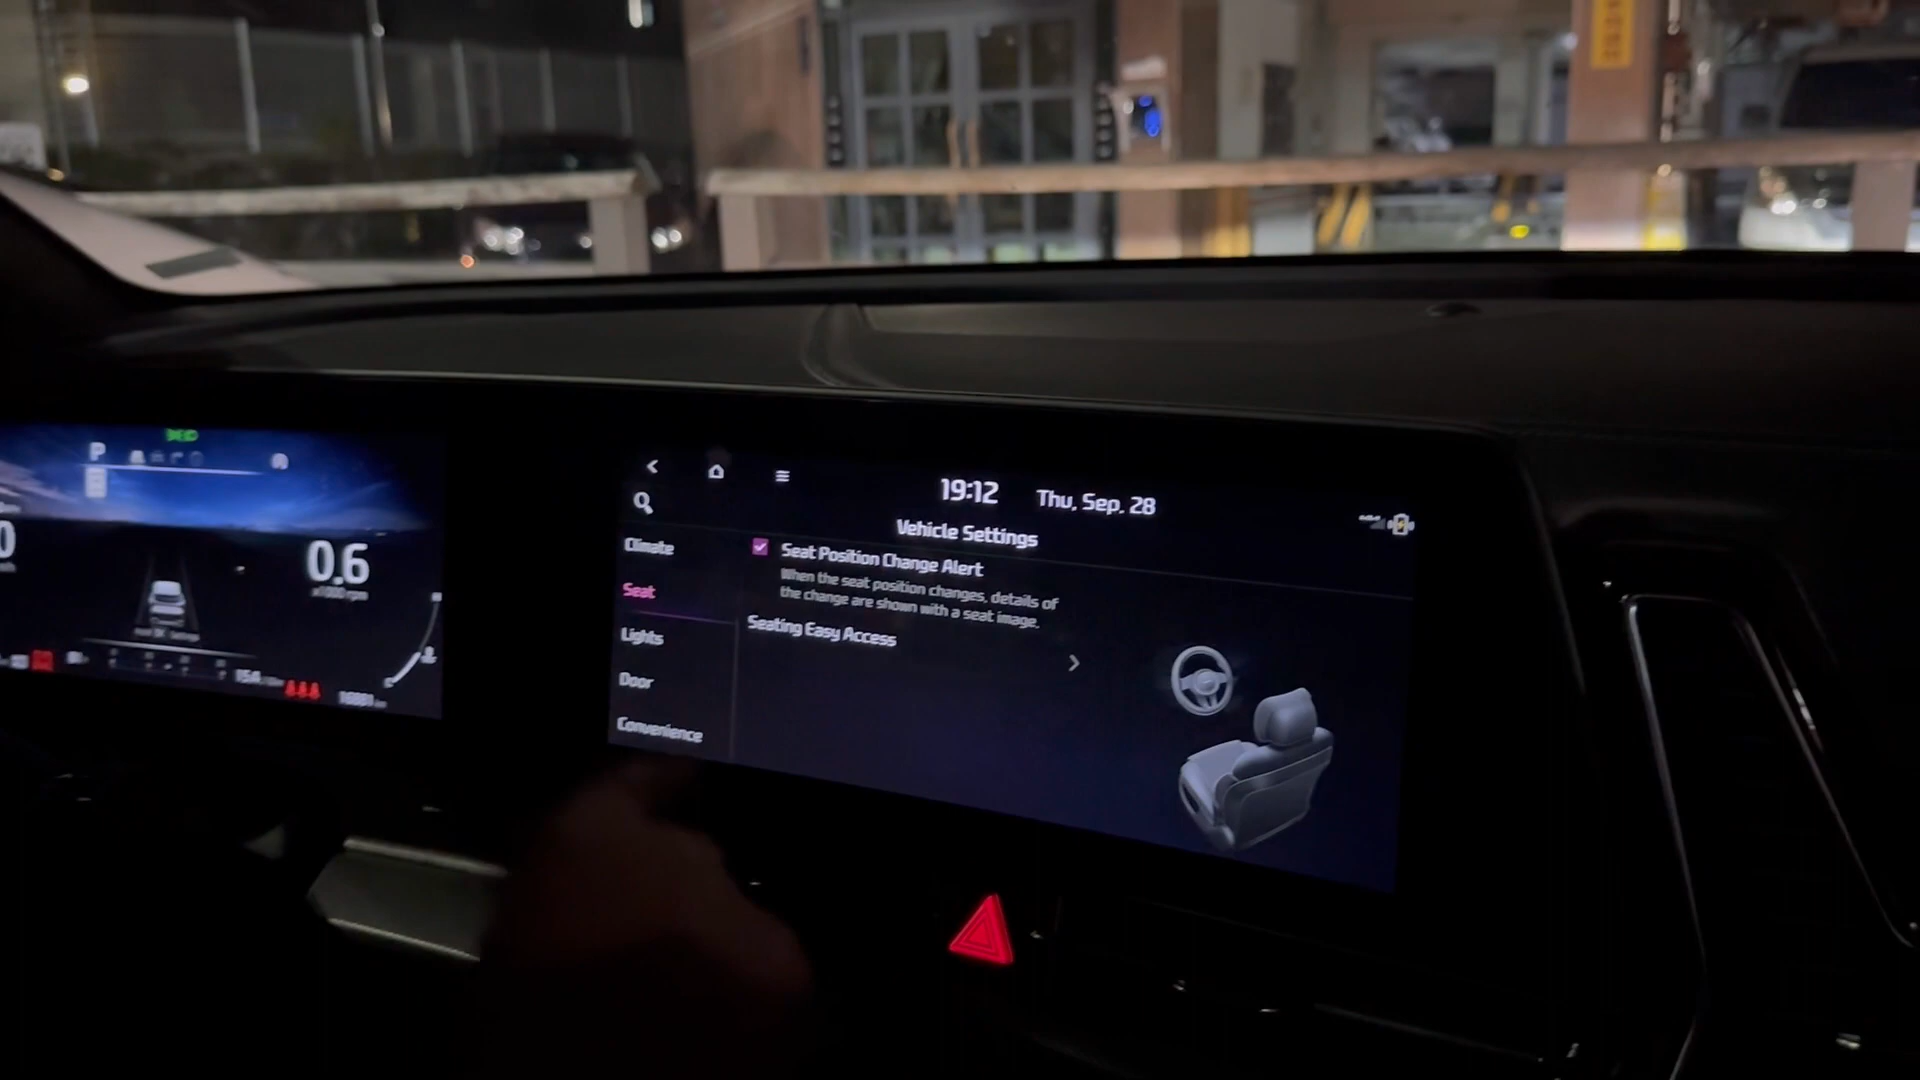 P
0
0.6
x1000 rpm
19:12
Thu, Sep. 28
Vehicle Settings
Climate
Seat
Lights
Door
Convenience
Seat Position Change Alert
When the seat position changes, details of
the change are shown with a seat image.
Seating Easy Access